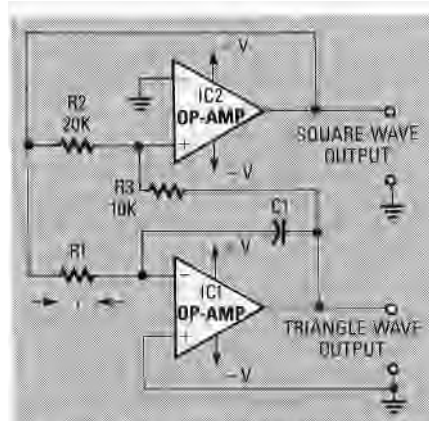 - V
R2
20K
-
IC2
OP-AMP
+
SQUARE WAVE
OUTPUT
- V
R3
10K
C1
R1
+ V
-
IC1
OP-AMP
+
TRIANGLE WAVE
OUTPUT
- V